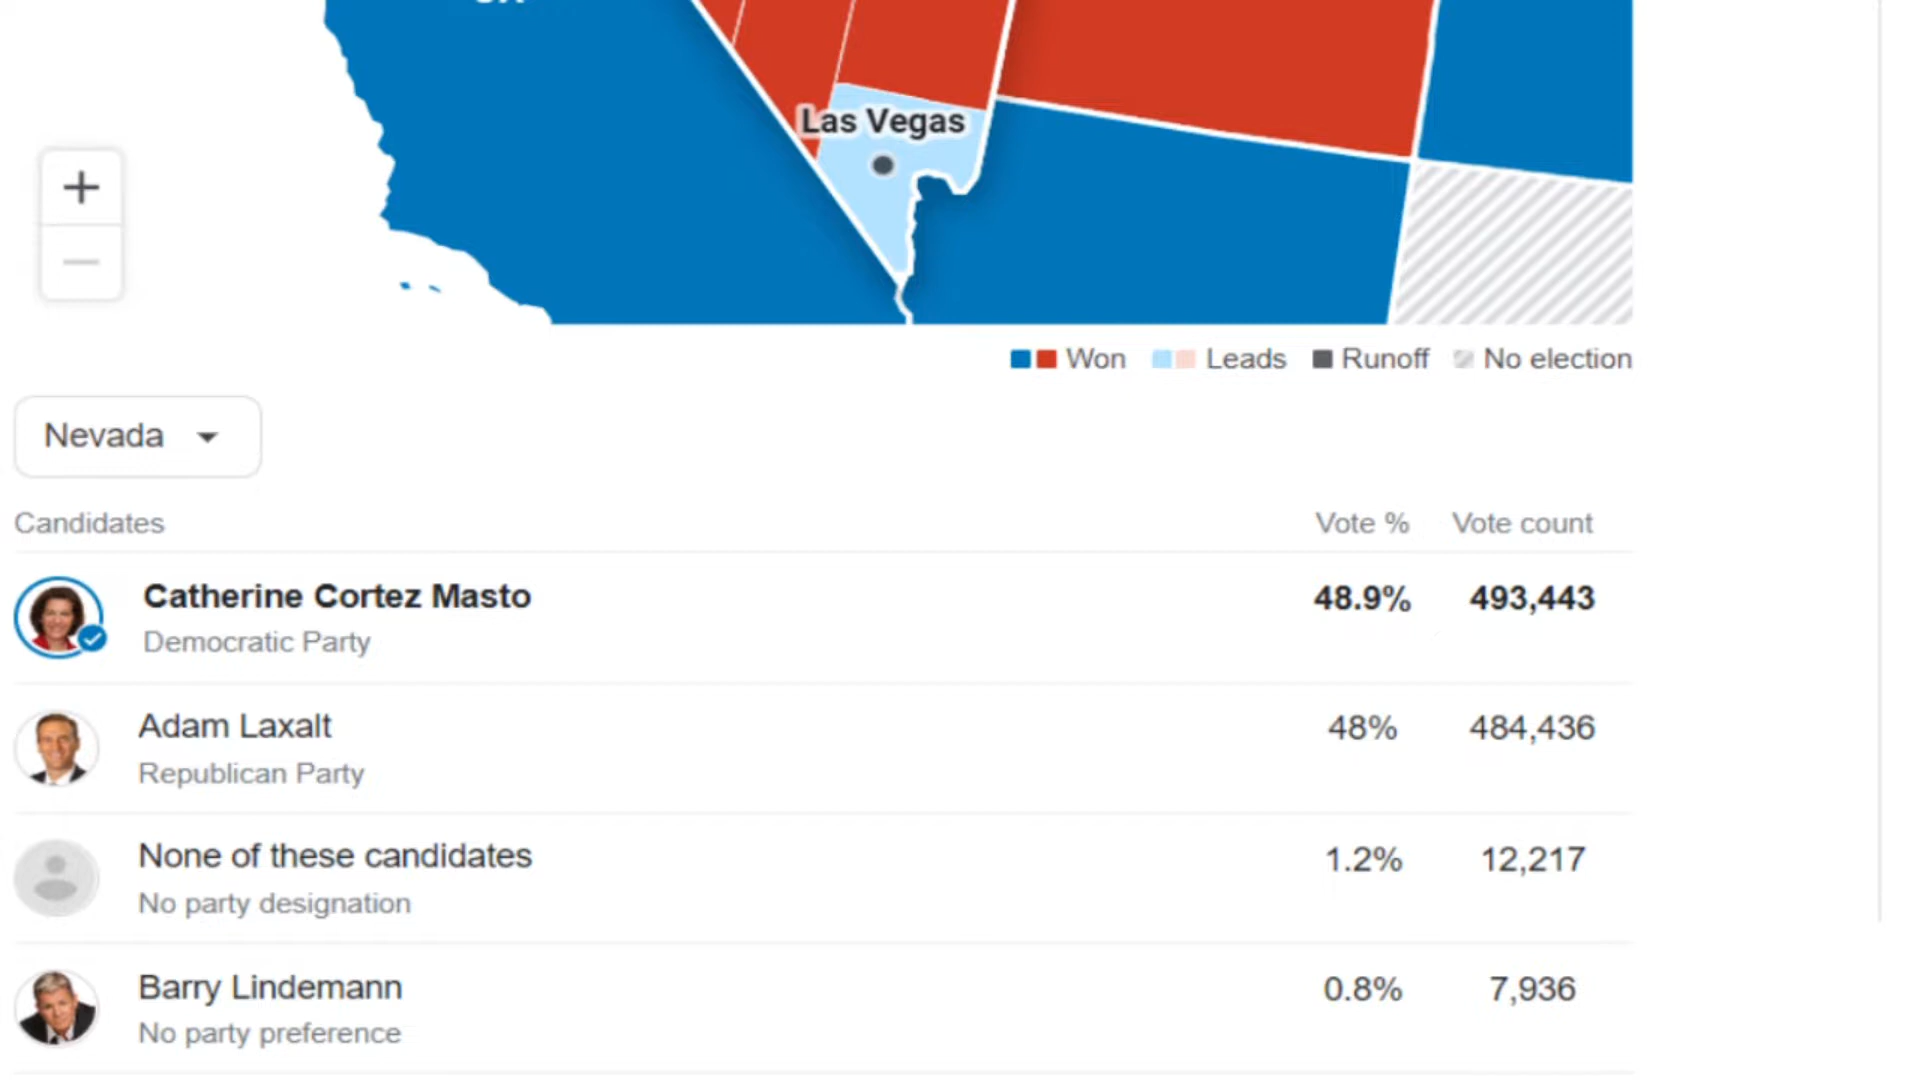 Las Vegas
+
−
Won Leads Runoff No election
Nevada
Candidates Vote % Vote count
Catherine Cortez Masto 48.9% 493,443
Democratic Party
Adam Laxalt 48% 484,436
Republican Party
None of these candidates 1.2% 12,217
No party designation
Barry Lindemann 0.8% 7,936
No party preference